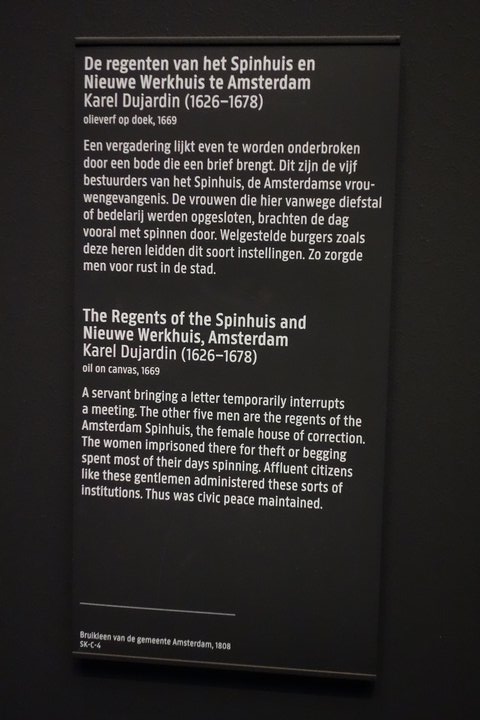 De regenten van het Spinhuis en
Nieuwe Werkhuis te Amsterdam
Karel Dujardin (1626–1678)
olieverf op doek, 1669
Een vergadering lijkt even te worden onderbroken
door een bode die een brief brengt. Dit zijn de vijf
bestuurders van het Spinhuis, de Amsterdamse vrou-
wengevangenis. De vrouwen die hier vanwege diefstal
of bedelarij werden opgesloten, brachten de dag
vooral met spinnen door. Welgestelde burgers zoals
deze heren leidden dit soort instellingen. Zo zorgde
men voor rust in de stad.
The Regents of the Spinhuis and
Nieuwe Werkhuis, Amsterdam
Karel Dujardin (1626–1678)
oil on canvas, 1669
A servant bringing a letter temporarily interrupts
a meeting. The other five men are the regents of the
Amsterdam Spinhuis, the female house of correction.
The women imprisoned there for theft or begging
spent most of their days spinning. Affluent citizens
like these gentlemen administered these sorts of
institutions. Thus was civic peace maintained.
Bruikleen van de gemeente Amsterdam, 1808
SK-C-4